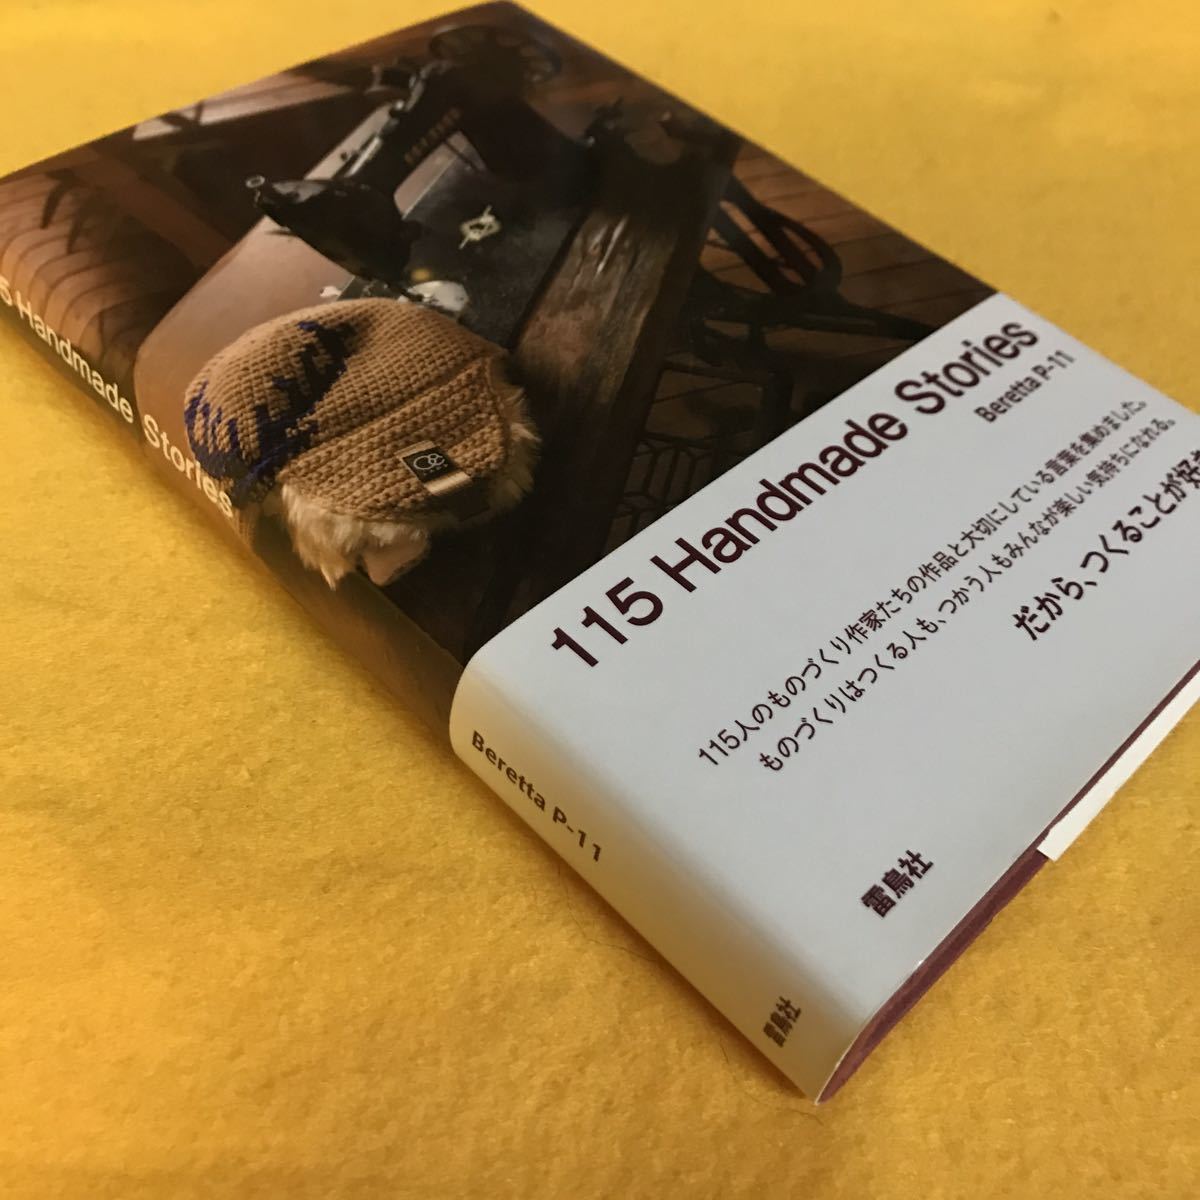 115 Handmade Stories
Beretta P-11
115人のものづくり作家たちの作品と大切にしている言葉を集めました。
ものづくりはつくる人も、つかう人もみんなが楽しい気持ちになれる。
だから、つくることが好き
雷鳥社
5 Handmade Stories
Beretta P-11
雷鳥社